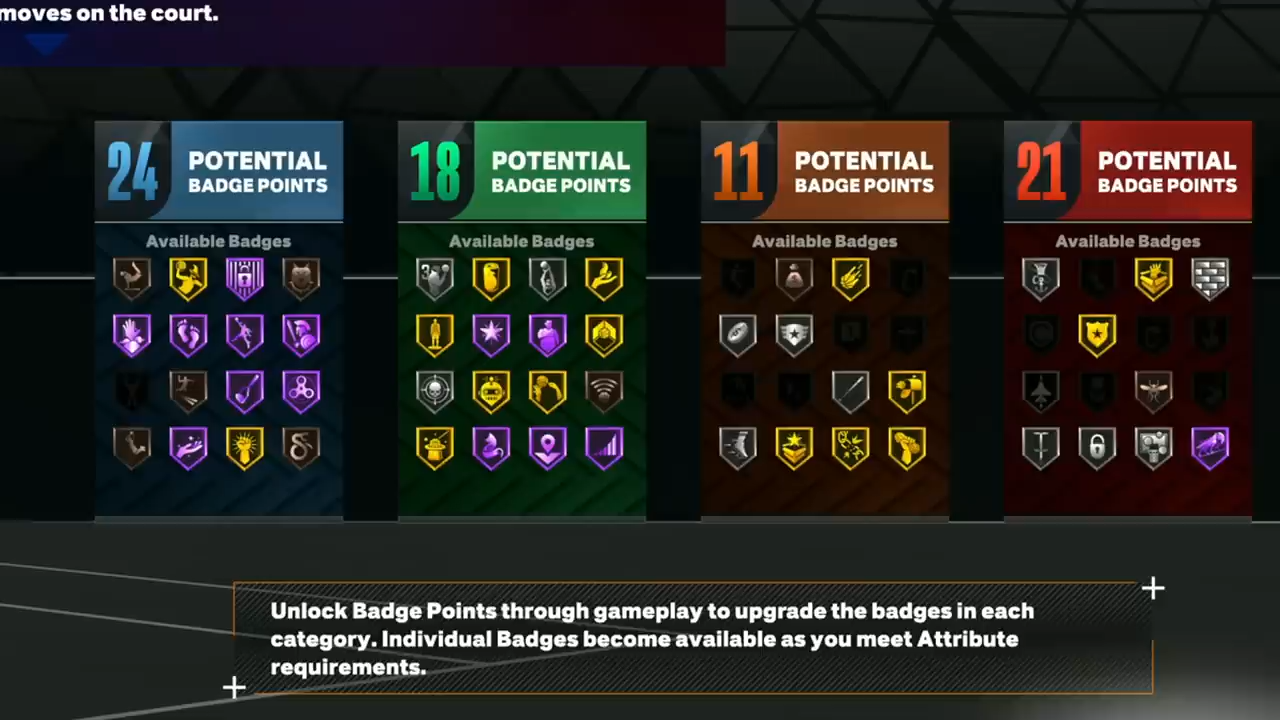 moves on the court.
24 POTENTIAL
BADGE POINTS
Available Badges
18 POTENTIAL
BADGE POINTS
Available Badges
11 POTENTIAL
BADGE POINTS
Available Badges
21 POTENTIAL
BADGE POINTS
Available Badges
Unlock Badge Points through gameplay to upgrade the badges in each
category. Individual Badges become available as you meet Attribute
requirements.